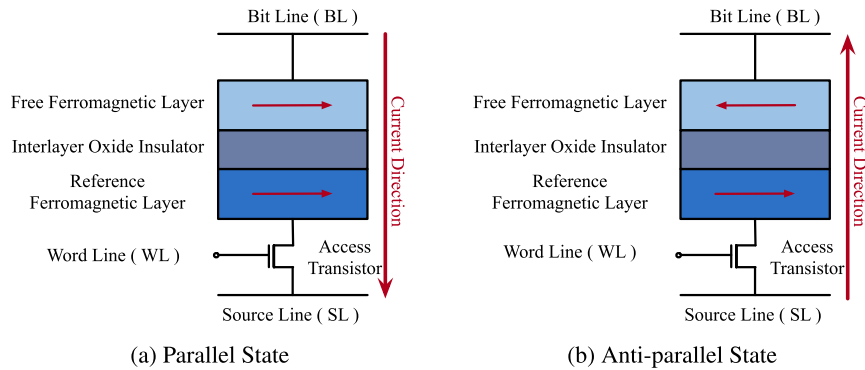 Bit Line ( BL )
Free Ferromagnetic Layer
Interlayer Oxide Insulator
Reference
Ferromagnetic Layer
Word Line ( WL )
Access
Transistor
Source Line ( SL )
Current Direction
(a) Parallel State
Bit Line ( BL )
Free Ferromagnetic Layer
Interlayer Oxide Insulator
Reference
Ferromagnetic Layer
Word Line ( WL )
Access
Transistor
Source Line ( SL )
Current Direction
(b) Anti-parallel State